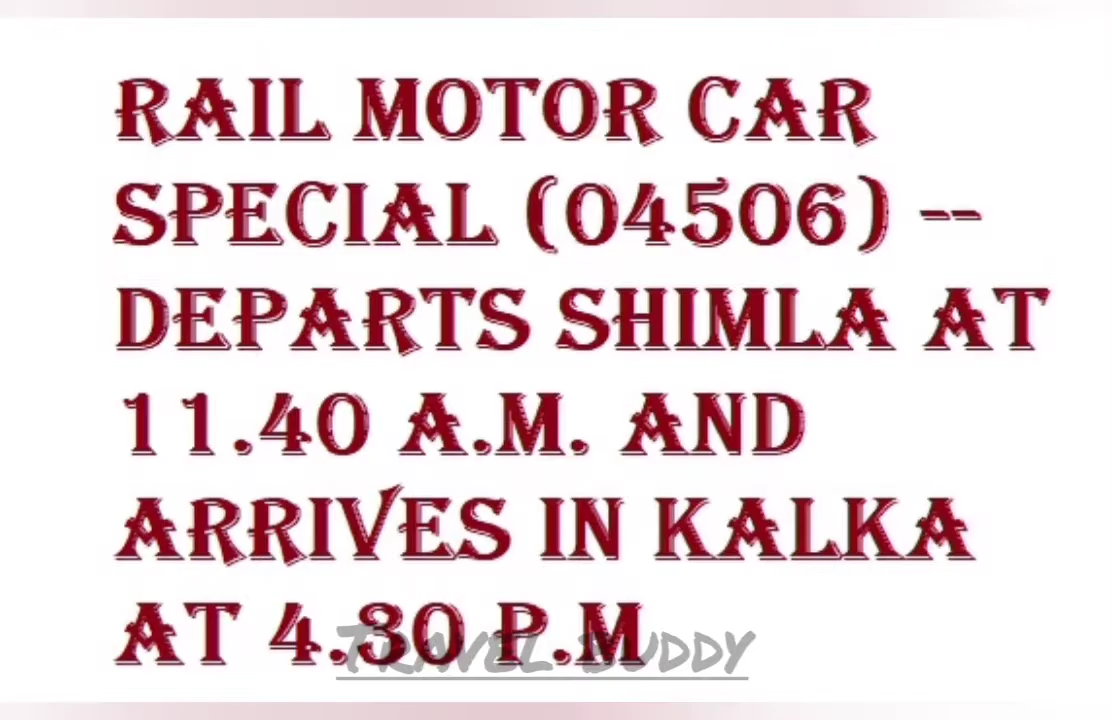 RAIL MOTOR CAR
SPECIAL (04506) --
DEPARTS SHIMLA AT
11.40 A.M. AND
ARRIVES IN KALKA
AT 4.30 P.M
TRAVEL BUDDY